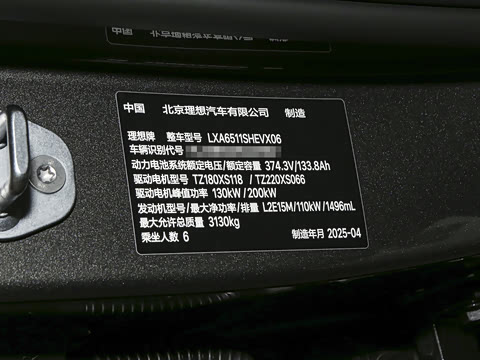 中国 北京理想汽车有限公司 制造
理想牌 整车型号 LXA6511SHEVX06
车辆识别代号
动力电池系统额定电压/额定容量 374.3V/133.8Ah
驱动电机型号 TZ180XS118 /TZ220XS066
驱动电机峰值功率 130kW /200kW
发动机型号/最大净功率/排量 L2E15M/110kW /1496mL
最大允许总质量 3130kg
乘坐人数 6 制造年月 2025-04